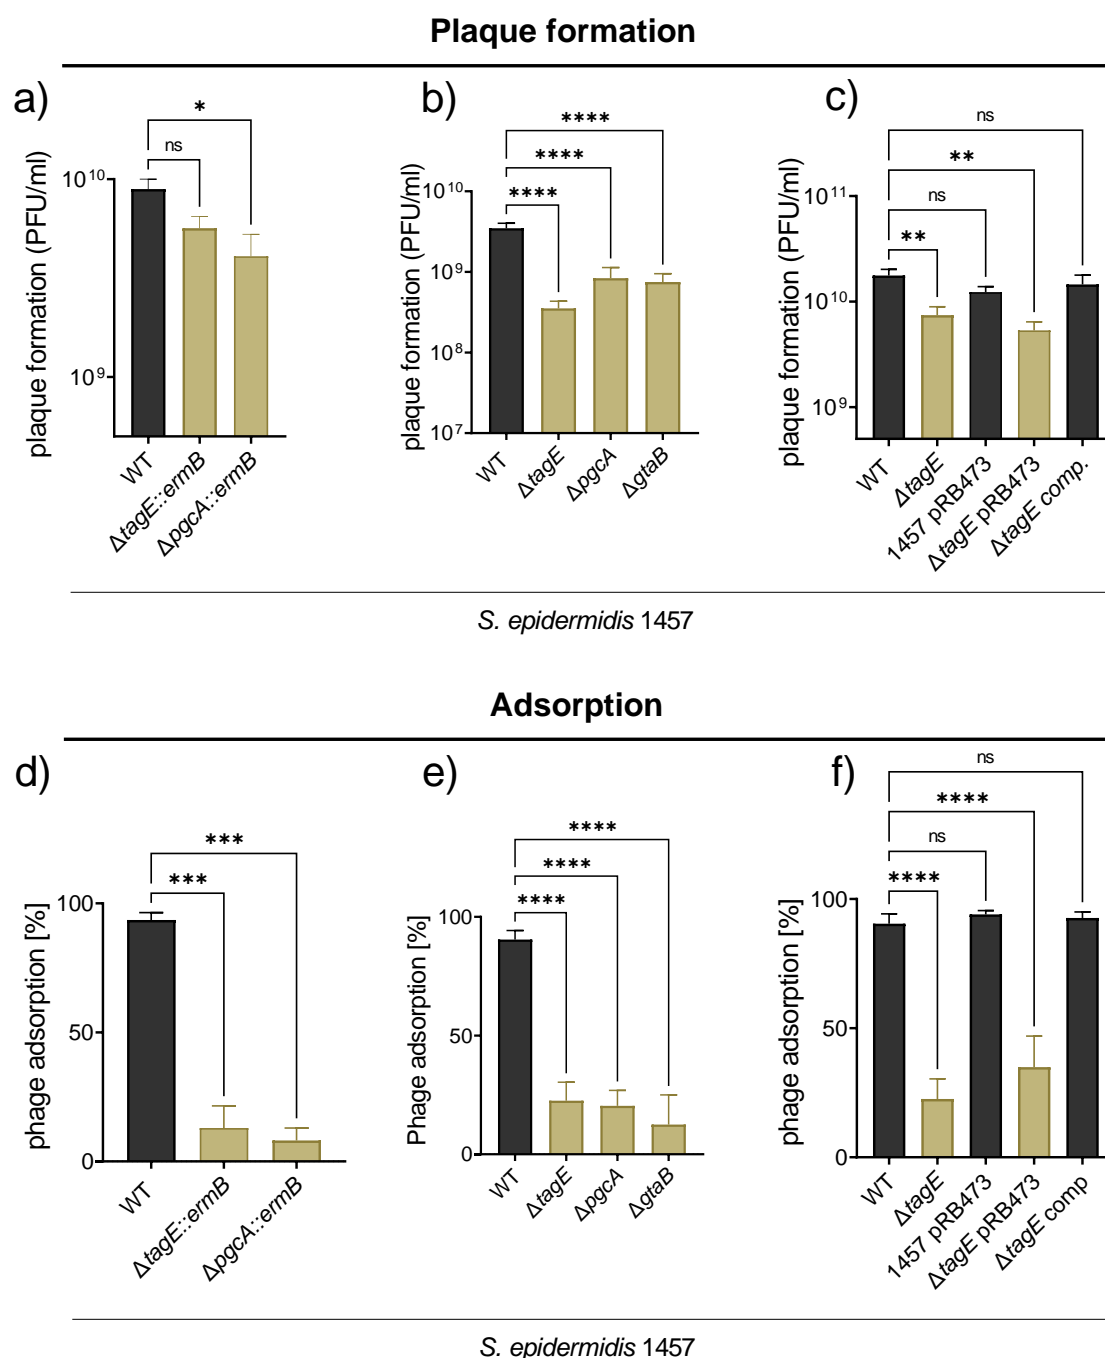 Plaque formation
a)
*
ns
plaque formation (PFU/ml)
10¹⁰
10⁹
WT
ΔtagE::ermB
ΔpgcA::ermB
b)
****
****
****
plaque formation (PFU/ml)
10¹⁰
10⁹
10⁸
10⁷
WT
ΔtagE
ΔpgcA
ΔgtaB
c)
ns
**
ns
**
plaque formation (PFU/ml)
10¹¹
10¹⁰
10⁹
WT
ΔtagE
1457 pRB473
ΔtagE pRB473
ΔtagE comp.
S. epidermidis 1457
Adsorption
d)
***
***
phage adsorption [%]
100
50
0
WT
ΔtagE::ermB
ΔpgcA::ermB
e)
****
****
****
Phage adsorption [%]
100
50
0
WT
ΔtagE
ΔpgcA
ΔgtaB
f)
ns
****
ns
****
phage adsorption [%]
100
50
0
WT
ΔtagE
1457 pRB473
ΔtagE pRB473
ΔtagE comp
S. epidermidis 1457